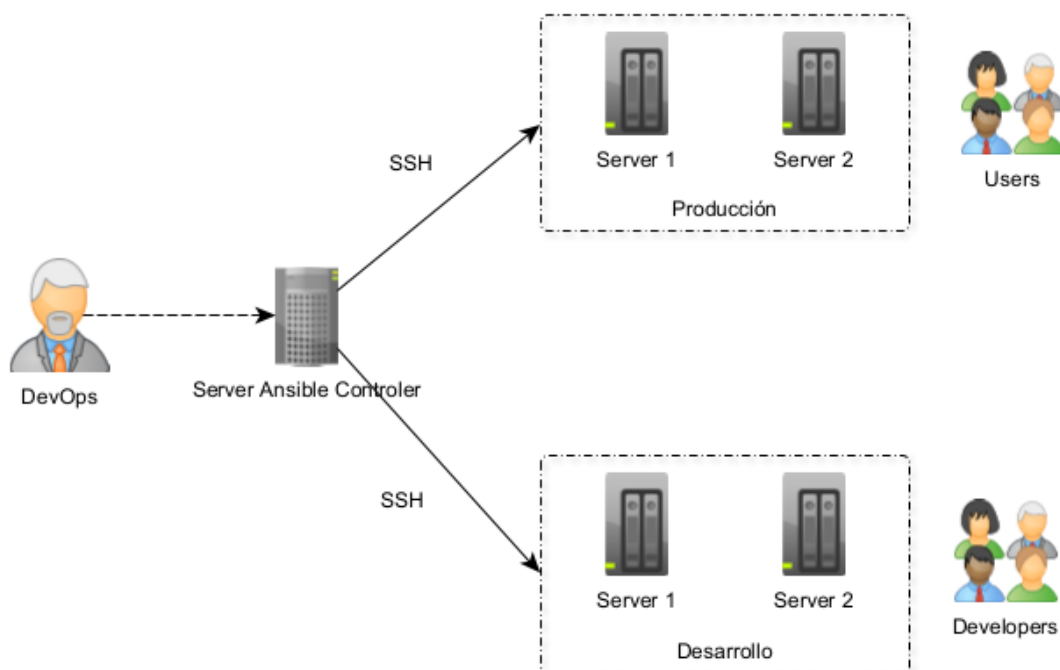 Server 1
Server 2
Users
Producción
SSH
DevOps
Server Ansible Controler
SSH
Server 1
Server 2
Developers
Desarrollo